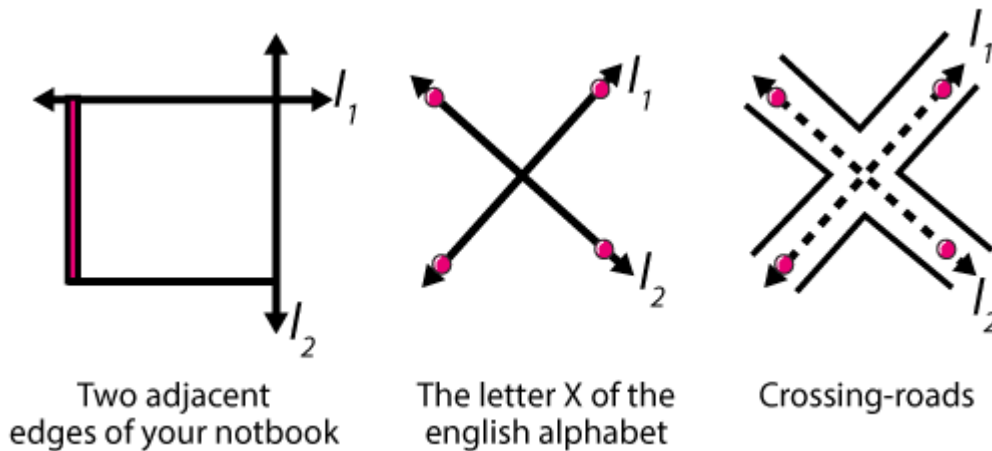 l₁
l₂
Two adjacent
edges of your notbook
l₁
l₂
The letter X of the
english alphabet
l₁
l₂
Crossing-roads